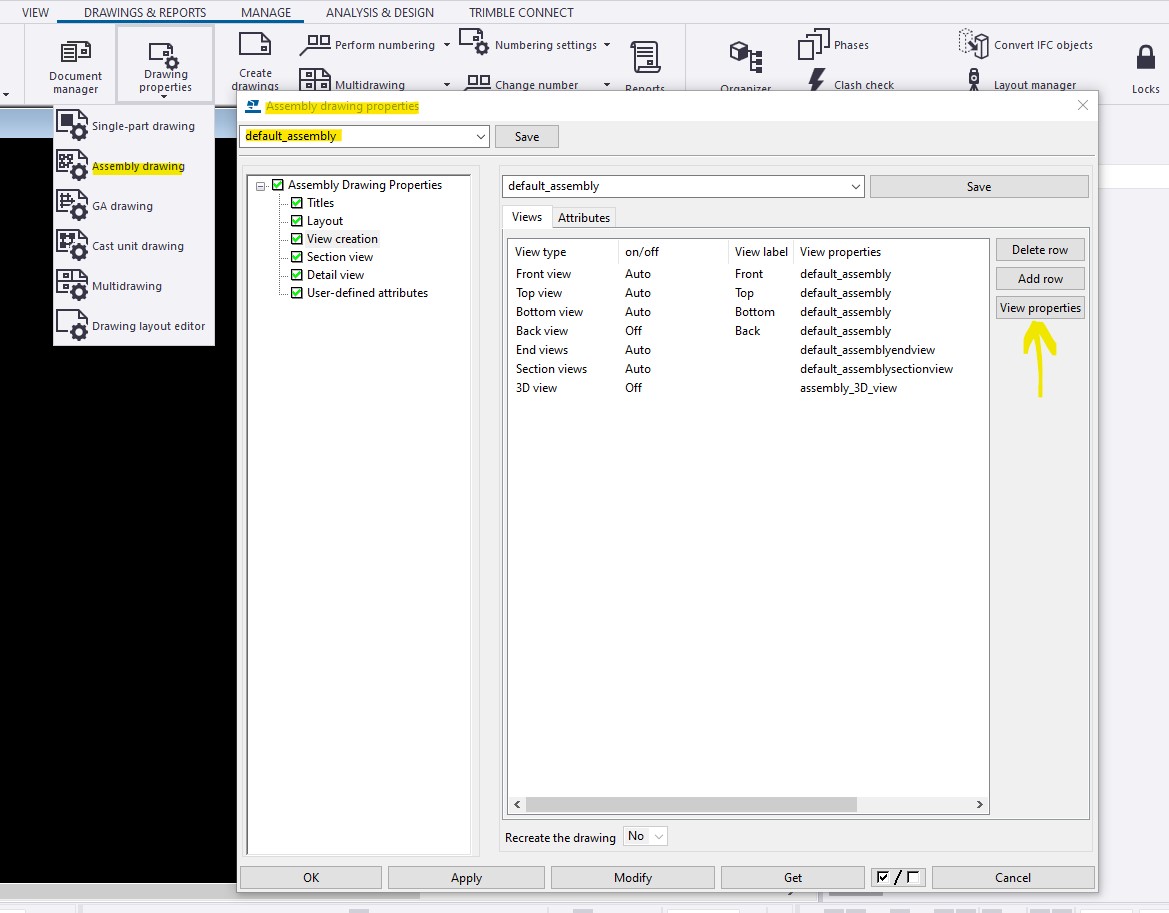 VIEW DRAWINGS & REPORTS MANAGE ANALYSIS & DESIGN TRIMBLE CONNECT
Document manager
Drawing properties
Create drawings
Perform numbering
Multidrawing
Numbering settings
Change number
Reports
Organizer
Phases
Clash check
Convert IFC objects
Layout manager
Locks
Single-part drawing
Assembly drawing
GA drawing
Cast unit drawing
Multidrawing
Drawing layout editor
Assembly drawing properties
default_assembly Save
Assembly Drawing Properties
Titles
Layout
View creation
Section view
Detail view
User-defined attributes
default_assembly Save
Views Attributes
View type on/off View label View properties
Front view Auto Front default_assembly
Top view Auto Top default_assembly
Bottom view Auto Bottom default_assembly
Back view Off Back default_assembly
End views Auto default_assemblyendview
Section views Auto default_assemblysectionview
3D view Off assembly_3D_view
Delete row
Add row
View properties
Recreate the drawing No
OK Apply Modify Get / Cancel